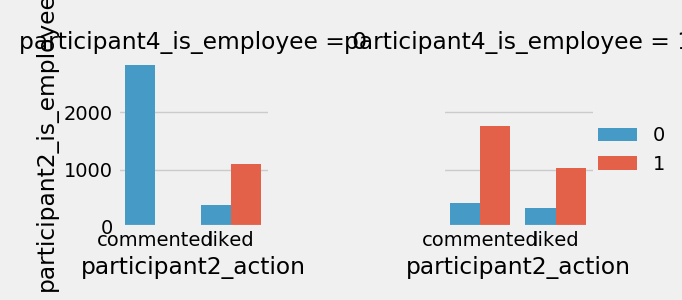 participant4_is_employee = 0
participant4_is_employee = 1
participant2_is_employee
2000
1000
0
commented
liked
commented
liked
participant2_action
participant2_action
0
1